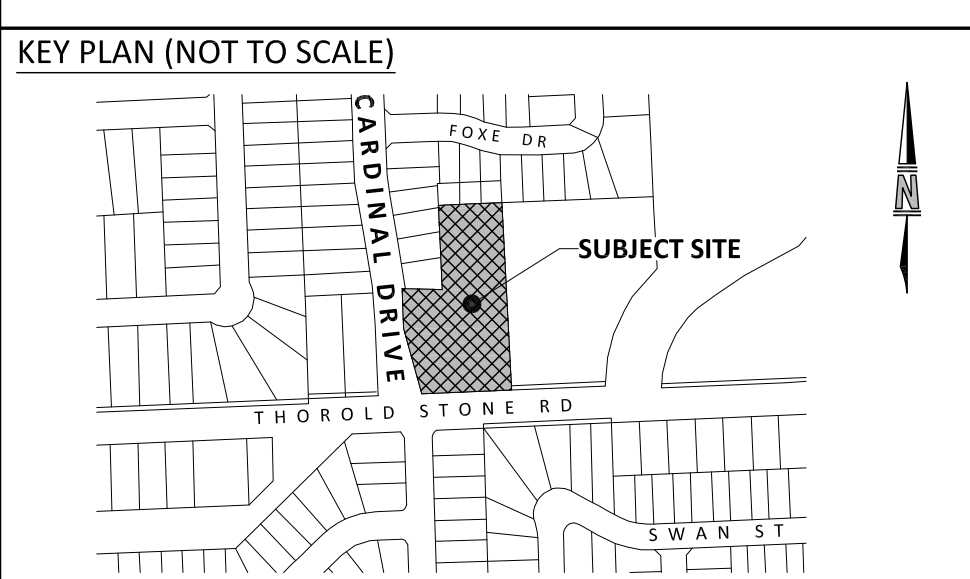 KEY PLAN (NOT TO SCALE)
CARDINAL DRIVE
FOXE DR
N
SUBJECT SITE
THOROLD STONE RD
SWAN ST